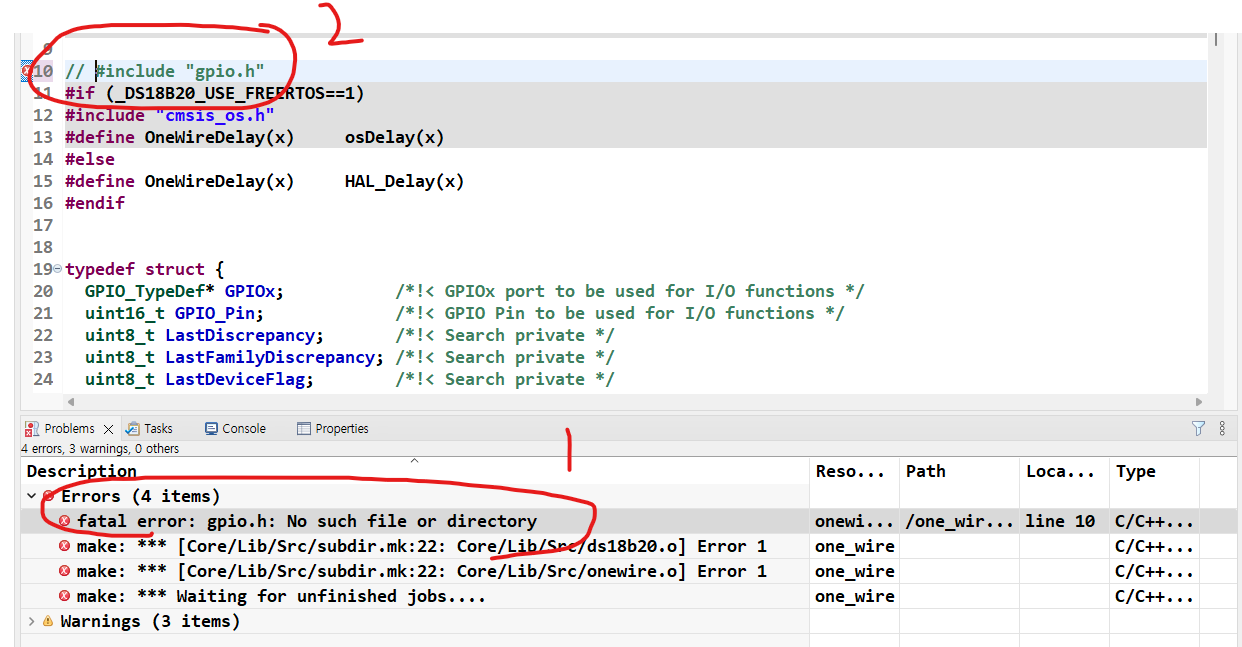 2
9
10 // #include "gpio.h"
11 #if (_DS18B20_USE_FREERTOS==1)
12 #include "cmsis_os.h"
13 #define OneWireDelay(x)     osDelay(x)
14 #else
15 #define OneWireDelay(x)     HAL_Delay(x)
16 #endif
17
18
19 typedef struct {
20   GPIO_TypeDef* GPIOx;           /*!< GPIOx port to be used for I/O functions */
21   uint16_t GPIO_Pin;             /*!< GPIO Pin to be used for I/O functions */
22   uint8_t LastDiscrepancy;       /*!< Search private */
23   uint8_t LastFamilyDiscrepancy; /*!< Search private */
24   uint8_t LastDeviceFlag;        /*!< Search private */
Problems Tasks Console Properties
1
4 errors, 3 warnings, 0 others
Description Reso... Path Loca... Type
Errors (4 items)
fatal error: gpio.h: No such file or directory onewi... /one_wir... line 10 C/C++...
make: *** [Core/Lib/Src/subdir.mk:22: Core/Lib/Src/ds18b20.o] Error 1 one_wire C/C++...
make: *** [Core/Lib/Src/subdir.mk:22: Core/Lib/Src/onewire.o] Error 1 one_wire C/C++...
make: *** Waiting for unfinished jobs.... one_wire C/C++...
Warnings (3 items)